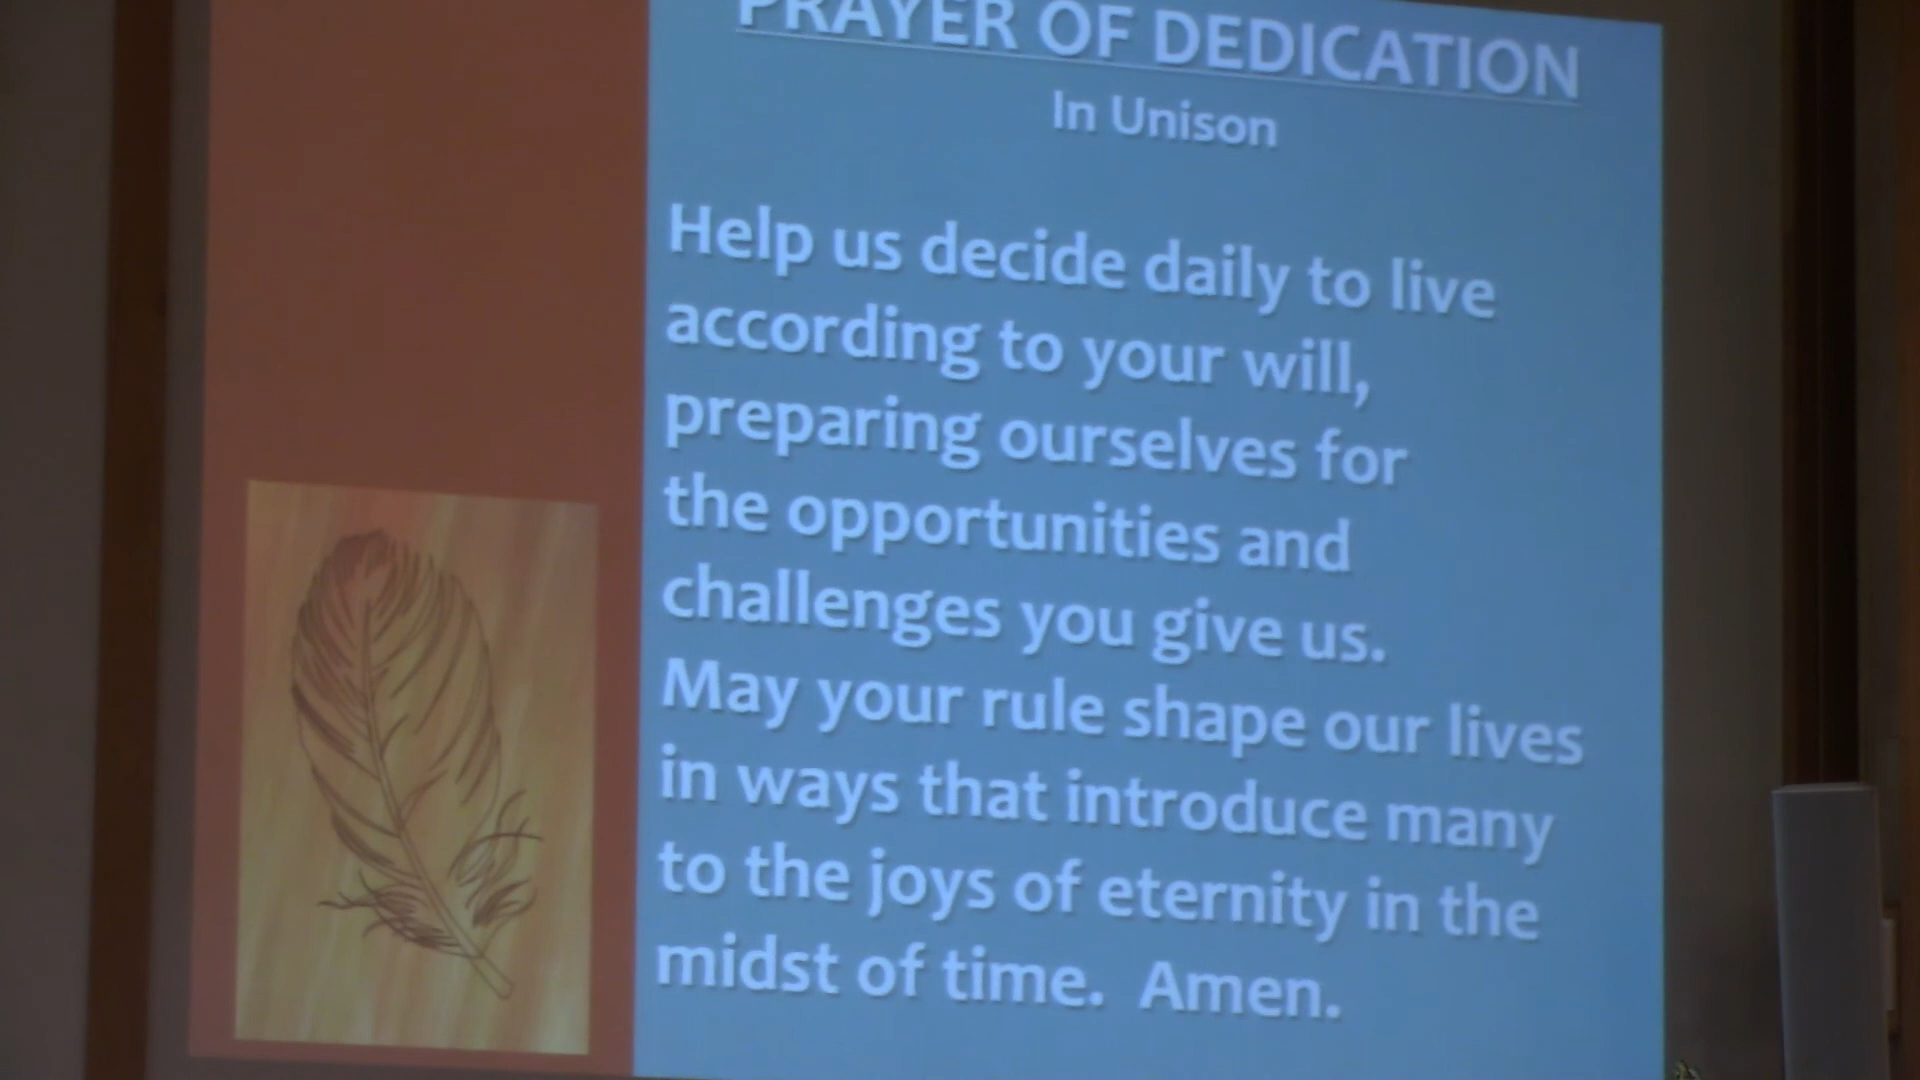 PRAYER OF DEDICATION
In Unison
Help us decide daily to live
according to your will,
preparing ourselves for
the opportunities and
challenges you give us.
May your rule shape our lives
in ways that introduce many
to the joys of eternity in the
midst of time. Amen.